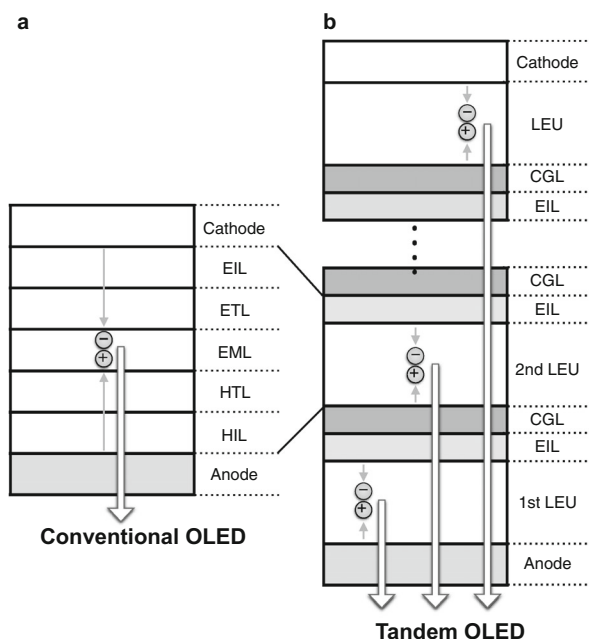 a
Cathode
EIL
ETL
EML
HTL
HIL
Anode
Conventional OLED
b
Cathode
LEU
CGL
EIL
CGL
EIL
2nd LEU
CGL
EIL
1st LEU
Anode
Tandem OLED